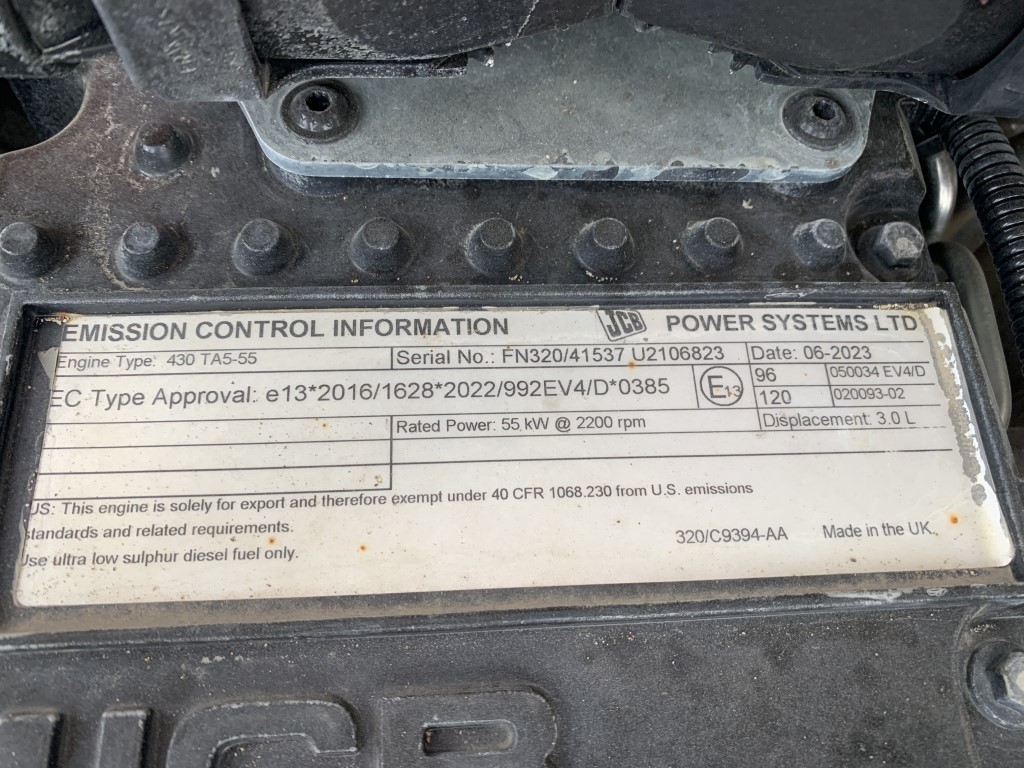 EMISSION CONTROL INFORMATION JCB POWER SYSTEMS LTD
Engine Type: 430 TA5-55 Serial No.: FN320/41537 U2106823 Date: 06-2023
EC Type Approval: e13*2016/1628*2022/992EV4/D*0385 E13 96 050034 EV4/D
120 020093-02
Rated Power: 55 kW @ 2200 rpm Displacement: 3.0 L
US: This engine is solely for export and therefore exempt under 40 CFR 1068.230 from U.S. emissions
standards and related requirements.
Use ultra low sulphur diesel fuel only.
320/C9394-AA Made in the UK.
JCB